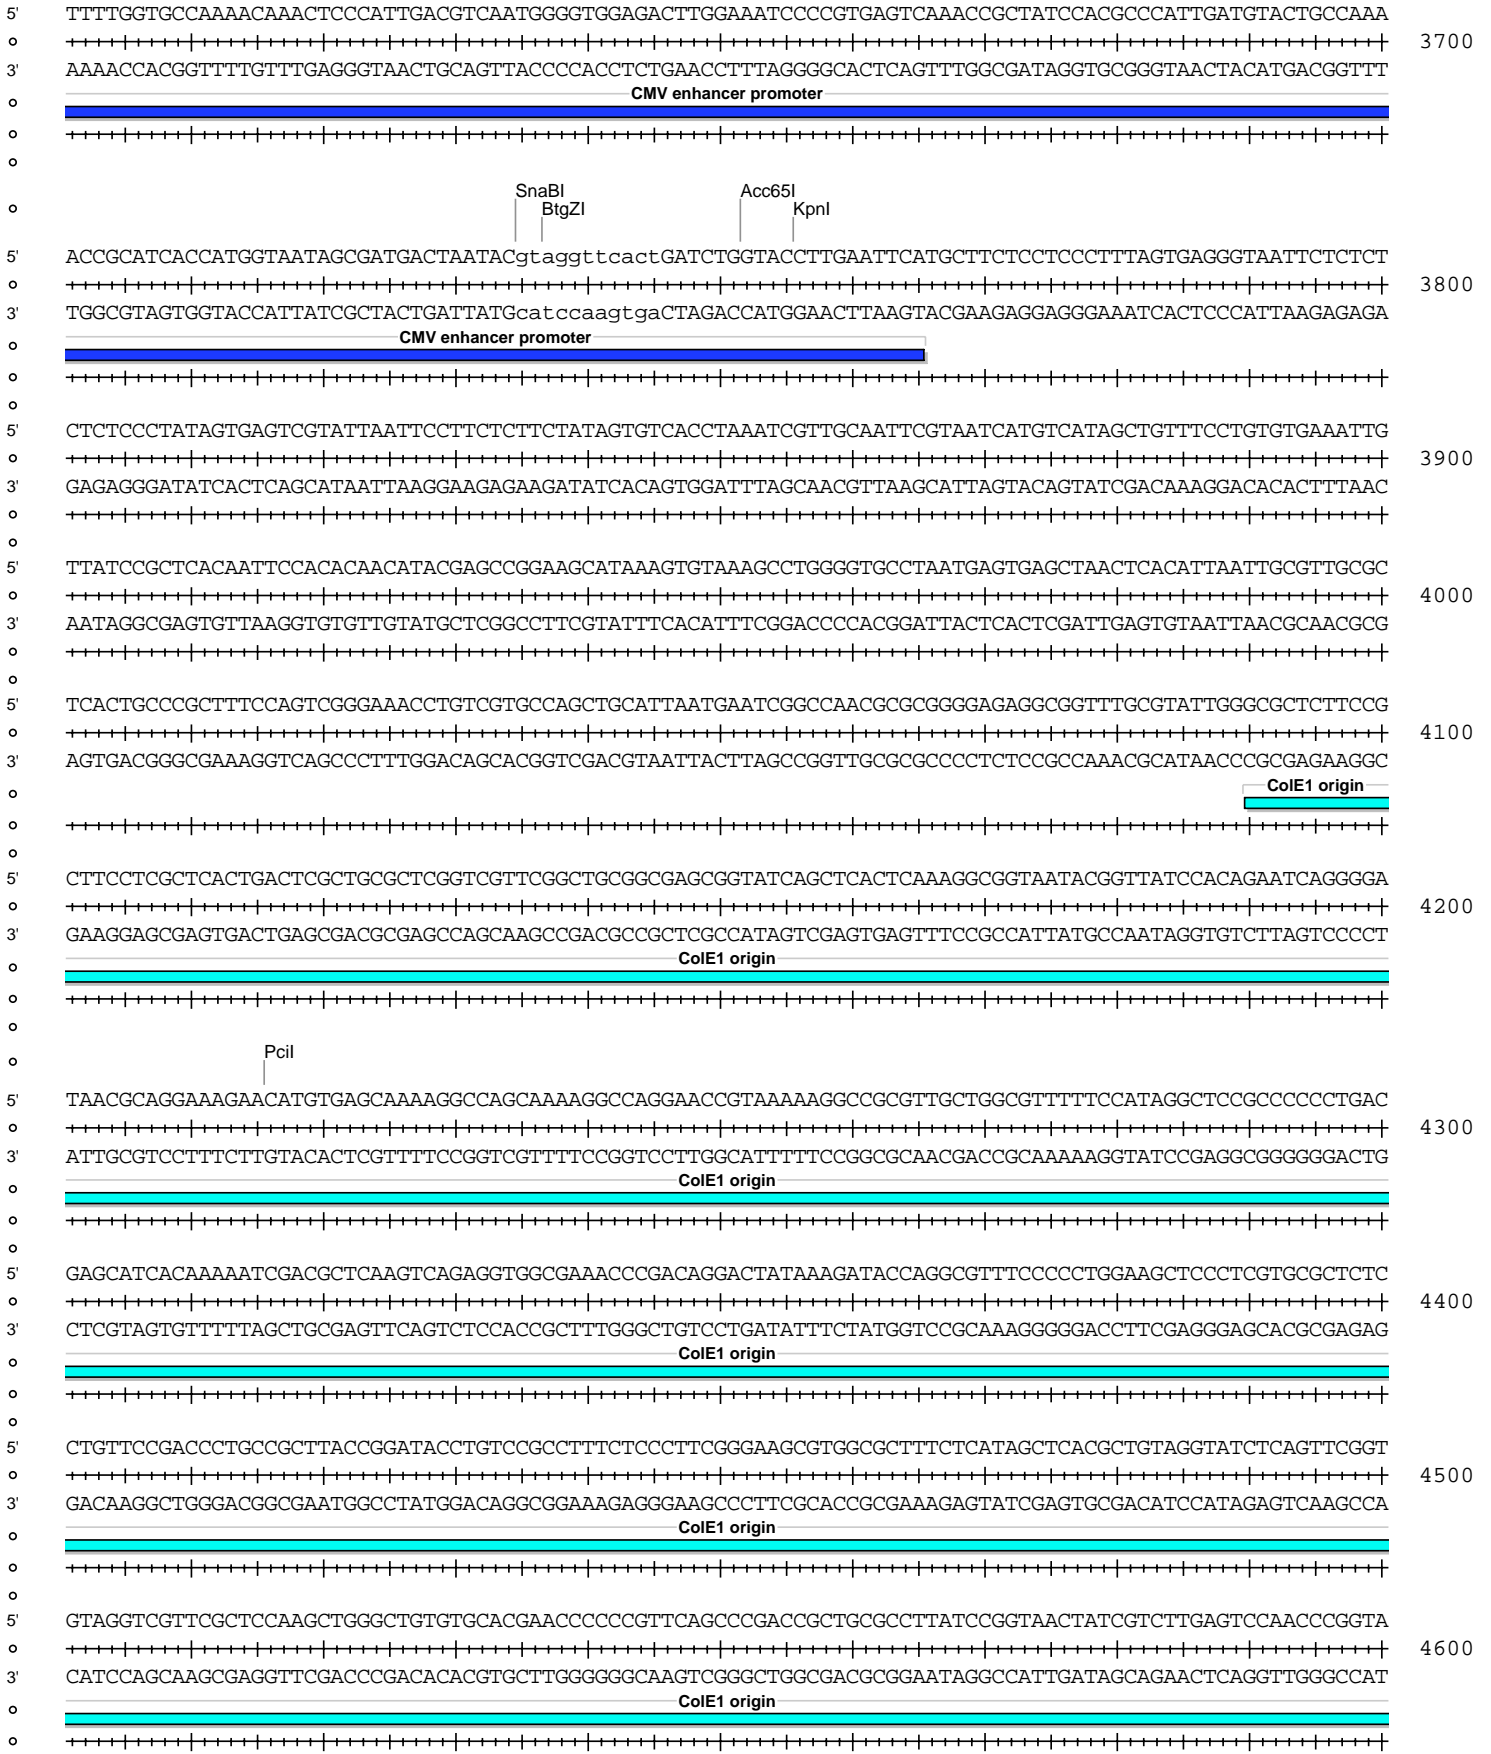 5' TTTTGGTGCCAAAACAAACTCCCATTGACGTCAATGGGGTGGAGACTTGGAAATCCCCGTGAGTCAAACCGCTATCCACGCCCATTGATGTACTGCCAAA
3700
3' AAAACCACGGTTTTGTTTGAGGGTAACTGCAGTTACCCCACCTCTGAACCTTTAGGGGCACTCAGTTTGGCGATAGGTGCGGGTAACTACATGACGGTTT
CMV enhancer promoter
SnaBI Acc65I
BtgZI KpnI
5' ACCGCATCACCATGGTAATAGCGATGACTAATACgtaggttcactGATCTGGTACCTTGAATTCATGCTTCTCCTCCCTTTAGTGAGGGTAATTCTCTCT
3800
3' TGGCGTAGTGGTACCATTATCGCTACTGATTATGcatccaagtgaCTAGACCATGGAACTTAAGTACGAAGAGGAGGGAAATCACTCCCATTAAGAGAGA
CMV enhancer promoter
5' CTCTCCCTATAGTGAGTCGTATTAATTCCTTCTCTTCTATAGTGTCACCTAAATCGTTGCAATTCGTAATCATGTCATAGCTGTTTCCTGTGTGAAATTG
3900
3' GAGAGGGATATCACTCAGCATAATTAAGGAAGAGAAGATATCACAGTGGATTTAGCAACGTTAAGCATTAGTACAGTATCGACAAAGGACACACTTTAAC
5' TTATCCGCTCACAATTCCACACAACATACGAGCCGGAAGCATAAAGTGTAAAGCCTGGGGTGCCTAATGAGTGAGCTAACTCACATTAATTGCGTTGCGC
4000
3' AATAGGCGAGTGTTAAGGTGTGTTGTATGCTCGGCCTTCGTATTTCACATTTCGGACCCCACGGATTACTCACTCGATTGAGTGTAATTAACGCAACGCG
5' TCACTGCCCGCTTTCCAGTCGGGAAACCTGTCGTGCCAGCTGCATTAATGAATCGGCCAACGCGCGGGGAGAGGCGGTTTGCGTATTGGGCGCTCTTCCG
4100
3' AGTGACGGGCGAAAGGTCAGCCCTTTGGACAGCACGGTCGACGTAATTACTTAGCCGGTTGCGCGCCCCTCTCCGCCAAACGCATAACCCGCGAGAAGGC
ColE1 origin
5' CTTCCTCGCTCACTGACTCGCTGCGCTCGGTCGTTCGGCTGCGGCGAGCGGTATCAGCTCACTCAAAGGCGGTAATACGGTTATCCACAGAATCAGGGGA
4200
3' GAAGGAGCGAGTGACTGAGCGACGCGAGCCAGCAAGCCGACGCCGCTCGCCATAGTCGAGTGAGTTTCCGCCATTATGCCAATAGGTGTCTTAGTCCCCT
ColE1 origin
PciI
5' TAACGCAGGAAAGAACATGTGAGCAAAAGGCCAGCAAAAGGCCAGGAACCGTAAAAAGGCCGCGTTGCTGGCGTTTTTCCATAGGCTCCGCCCCCCTGAC
4300
3' ATTGCGTCCTTTCTTGTACACTCGTTTTCCGGTCGTTTTCCGGTCCTTGGCATTTTTCCGGCGCAACGACCGCAAAAAGGTATCCGAGGCGGGGGGACTG
ColE1 origin
5' GAGCATCACAAAAATCGACGCTCAAGTCAGAGGTGGCGAAACCCGACAGGACTATAAAGATACCAGGCGTTTCCCCCTGGAAGCTCCCTCGTGCGCTCTC
4400
3' CTCGTAGTGTTTTTAGCTGCGAGTTCAGTCTCCACCGCTTTGGGCTGTCCTGATATTTCTATGGTCCGCAAAGGGGGACCTTCGAGGGAGCACGCGAGAG
ColE1 origin
5' CTGTTCCGACCCTGCCGCTTACCGGATACCTGTCCGCCTTTCTCCCTTCGGGAAGCGTGGCGCTTTCTCATAGCTCACGCTGTAGGTATCTCAGTTCGGT
4500
3' GACAAGGCTGGGACGGCGAATGGCCTATGGACAGGCGGAAAGAGGGAAGCCCTTCGCACCGCGAAAGAGTATCGAGTGCGACATCCATAGAGTCAAGCCA
ColE1 origin
5' GTAGGTCGTTCGCTCCAAGCTGGGCTGTGTGCACGAACCCCCCGTTCAGCCCGACCGCTGCGCCTTATCCGGTAACTATCGTCTTGAGTCCAACCCGGTA
4600
3' CATCCAGCAAGCGAGGTTCGACCCGACACACGTGCTTGGGGGGCAAGTCGGGCTGGCGACGCGGAATAGGCCATTGATAGCAGAACTCAGGTTGGGCCAT
ColE1 origin